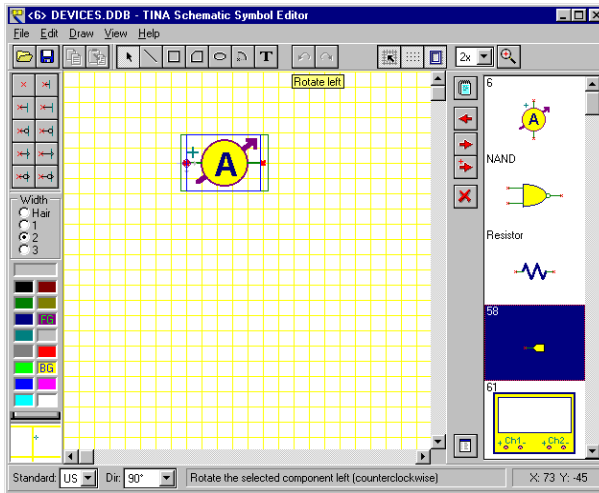 <6> DEVICES.DDB - TINA Schematic Symbol Editor
File Edit Draw View Help
T
2x
Rotate left
6
A
A
NAND
Width
Hair
1
2
3
Resistor
58
FG
BG
61
Ch1
Ch2
Standard: US Dir: 90° Rotate the selected component left (counterclockwise) X: 73 Y: -45